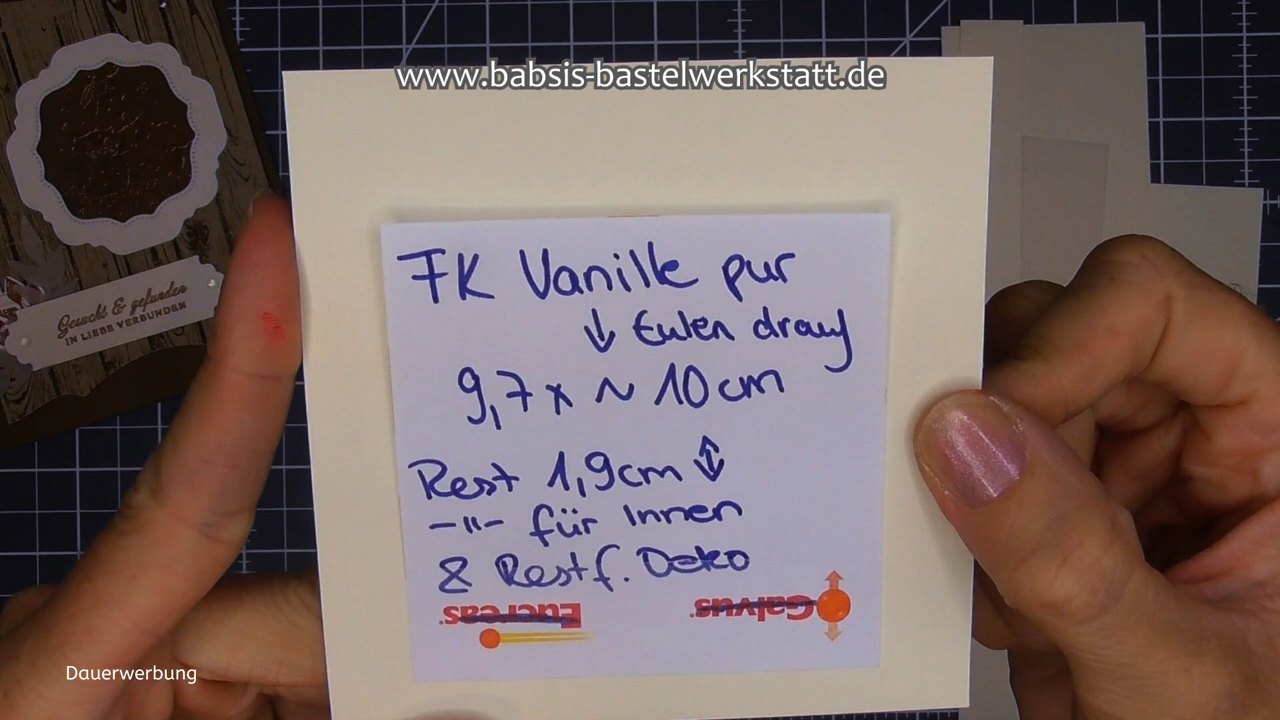 www.babsis-bastelwerkstatt.de
FK Vanille pur
↓ Eulen drauf
9,7 x ~ 10 cm
Rest 1,9cm ↕
-"- für Innen
& Rest f. Deko
Eucreas
Galvus
Gesucht & gefunden
IN LIEBE VERBUNDEN
Dauerwerbung